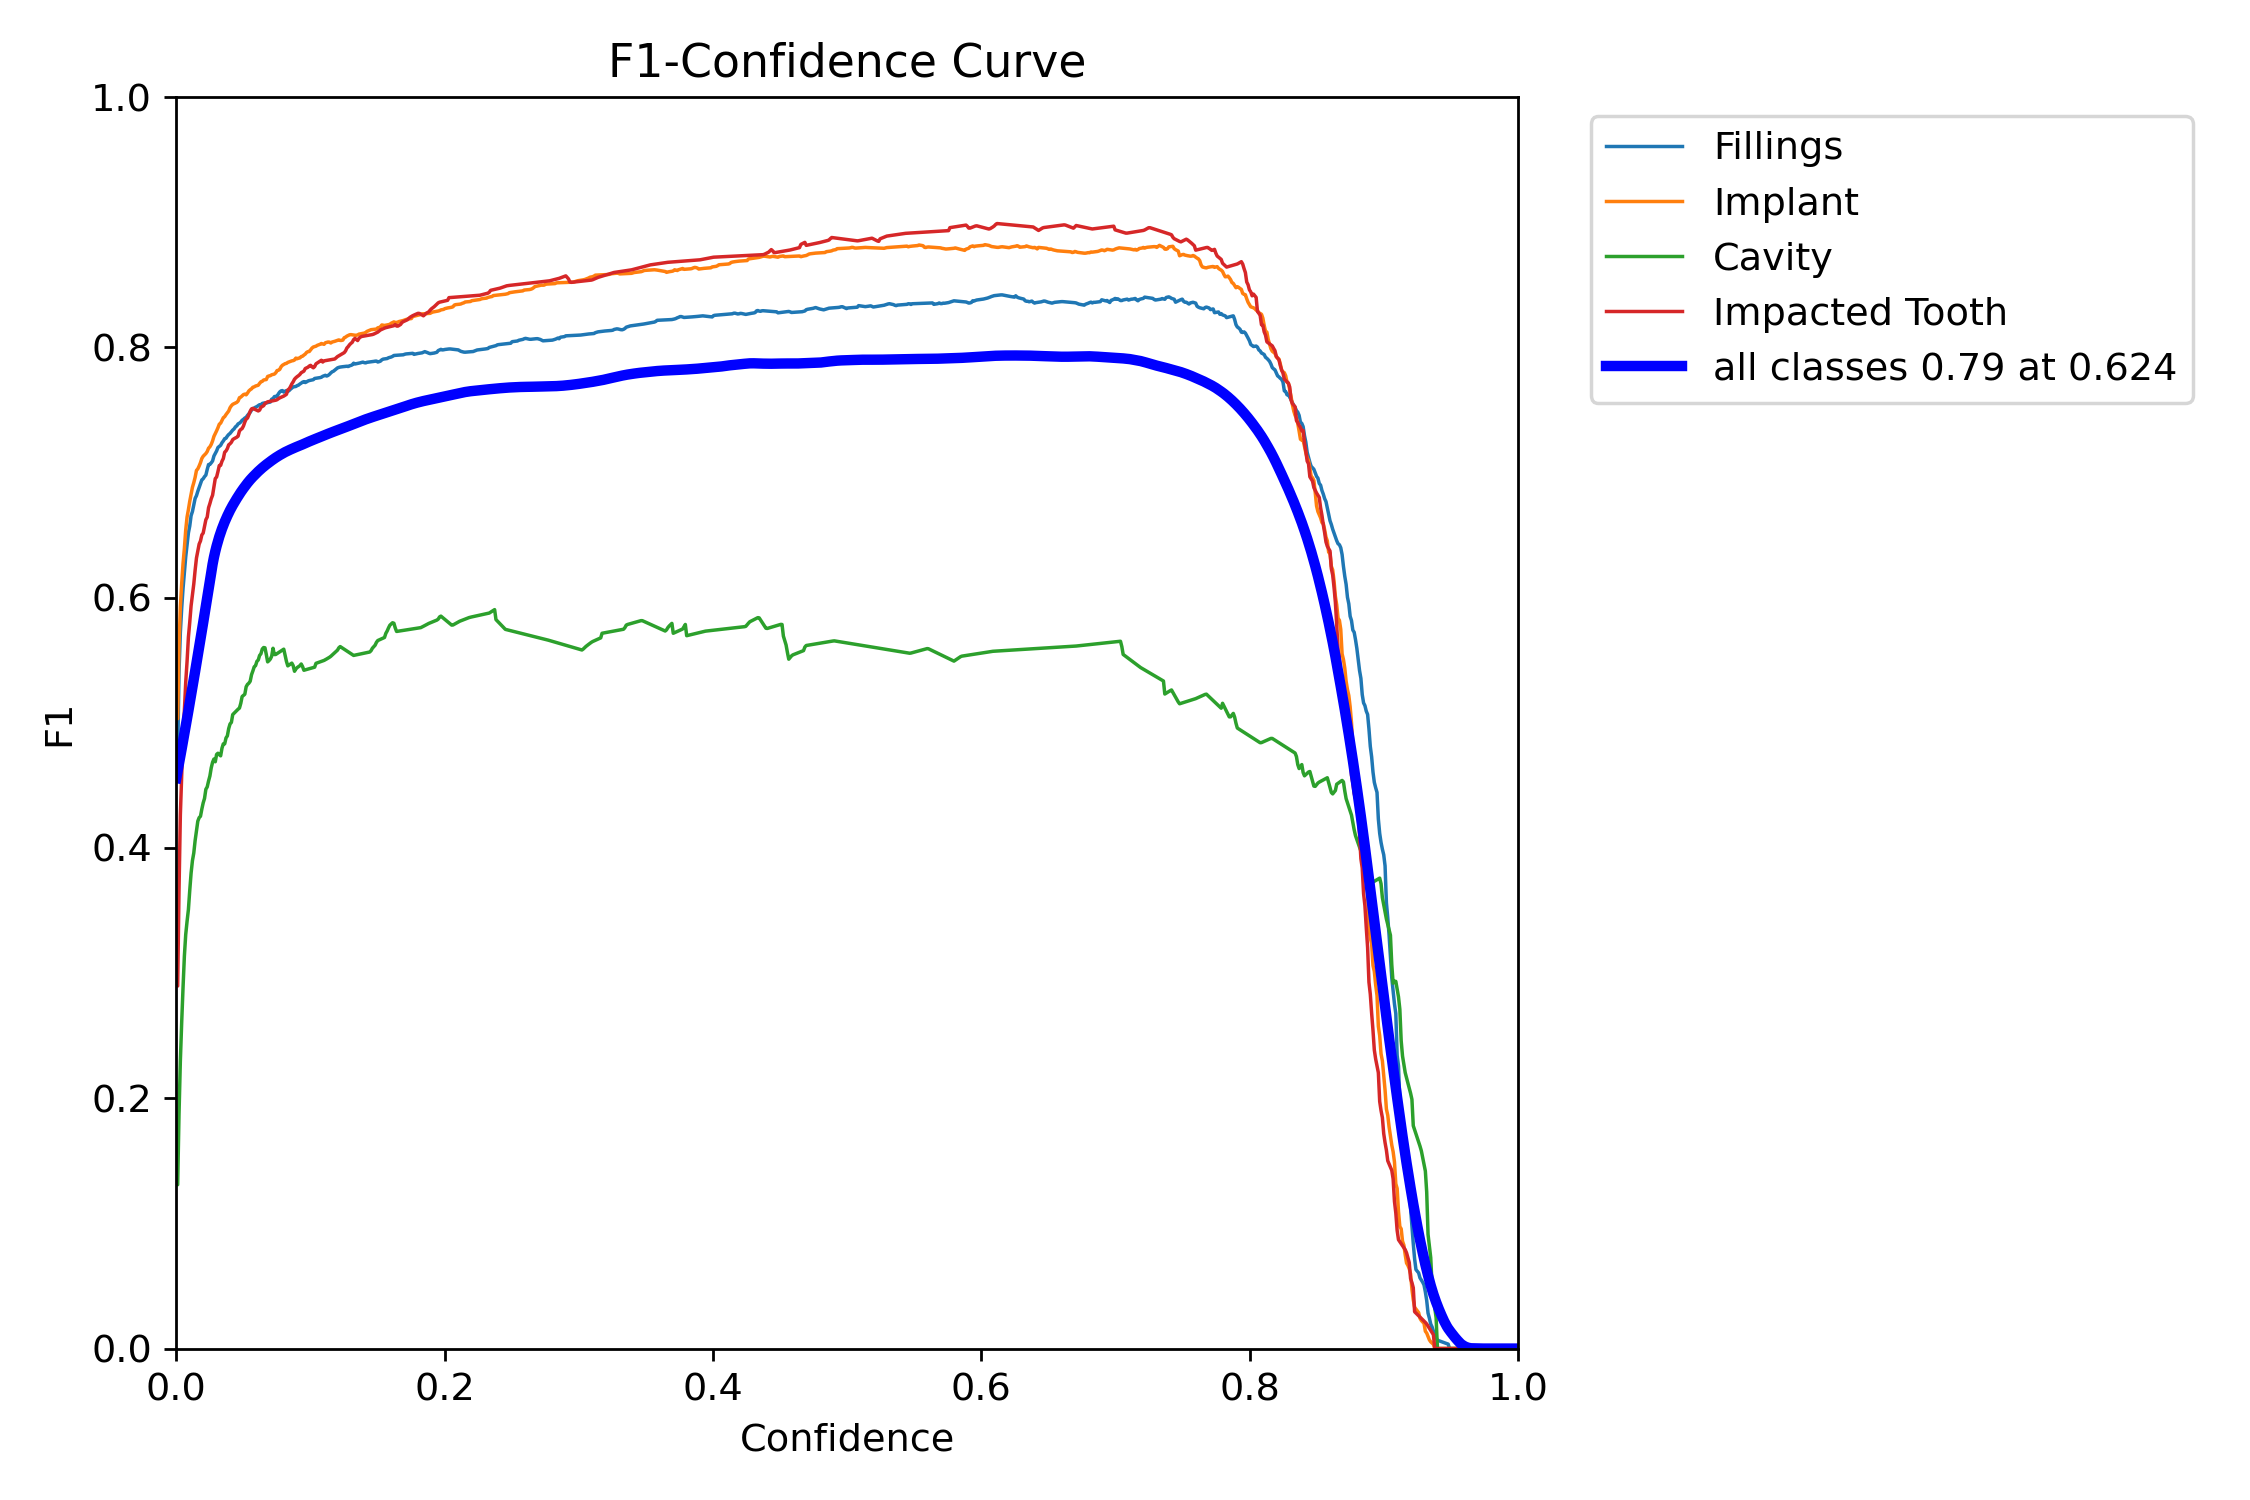 F1-Confidence Curve
1.0
0.8
0.6
0.4
0.2
0.0
F1
0.0 0.2 0.4 0.6 0.8 1.0
Confidence
Fillings
Implant
Cavity
Impacted Tooth
all classes 0.79 at 0.624